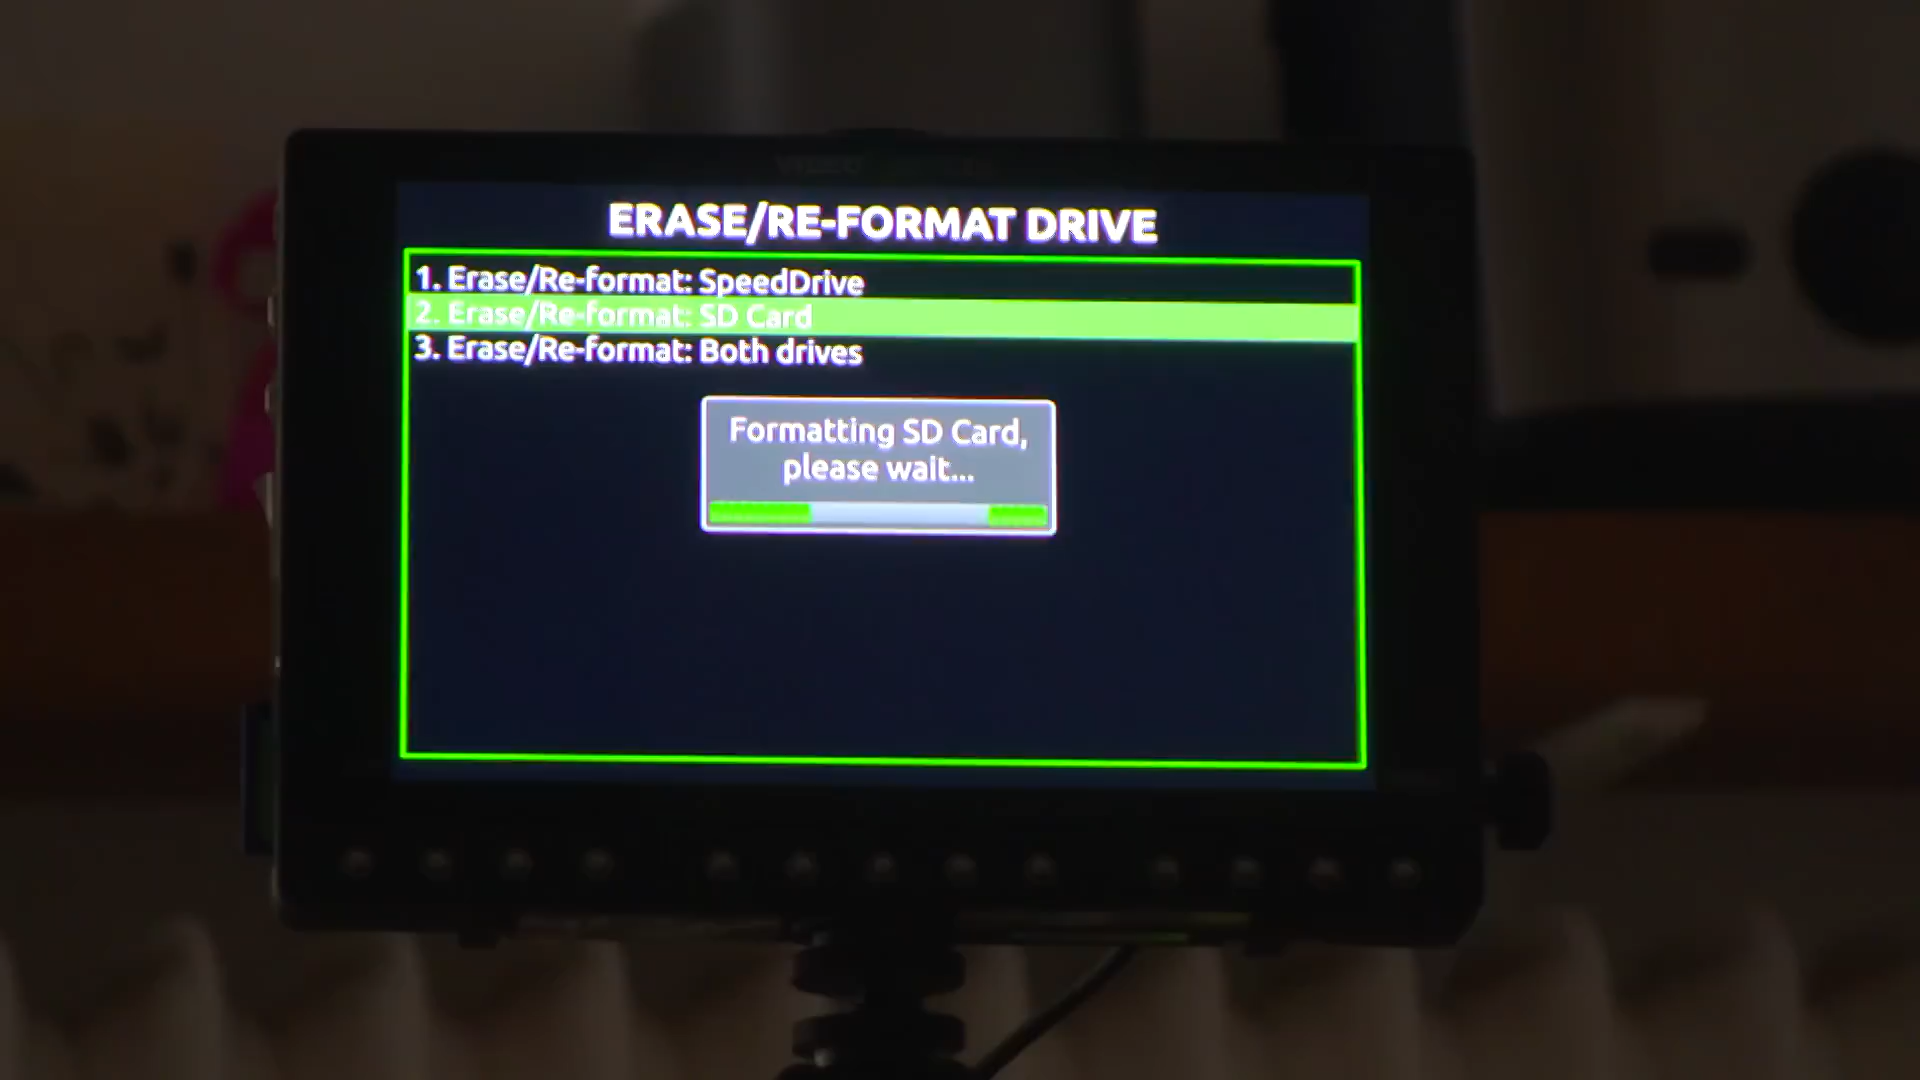 ERASE/RE-FORMAT DRIVE
1. Erase/Re-format: SpeedDrive
2. Erase/Re-format: SD Card
3. Erase/Re-format: Both drives
Formatting SD Card,
please wait...